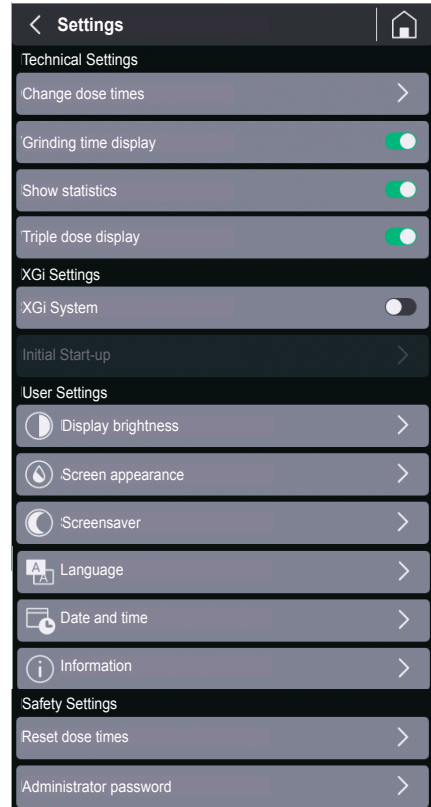 Settings
Technical Settings
Change dose times
Grinding time display
Show statistics
Triple dose display
XGi Settings
XGi System
Initial Start-up
User Settings
Display brightness
Screen appearance
Screensaver
Language
Date and time
Information
Safety Settings
Reset dose times
Administrator password